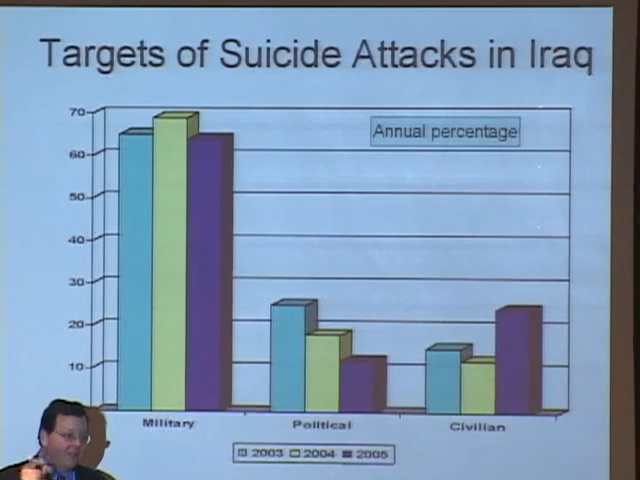 Targets of Suicide Attacks in Iraq
Annual percentage
70
60
50
40
30
20
10
Military Political Civilian
2003 2004 2005